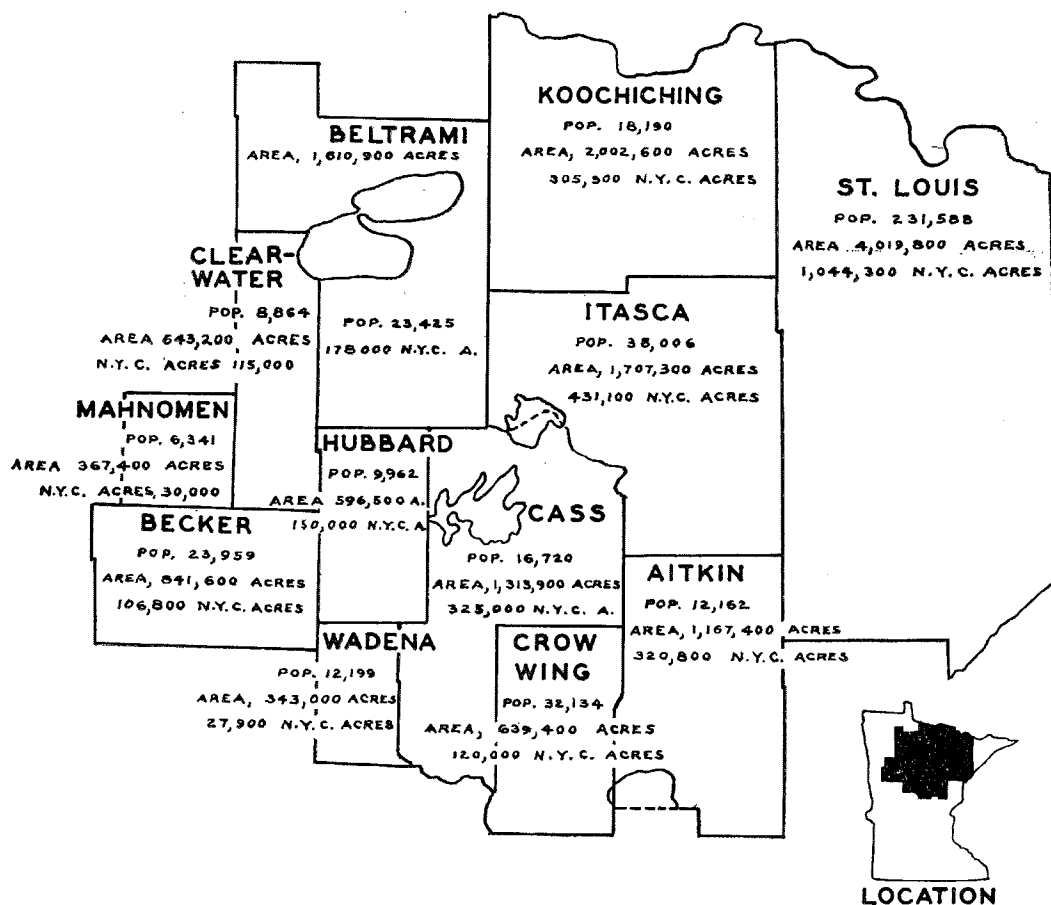 KOOCHICHING
POP. 18,190
AREA, 2,002,600 ACRES
305,300 N.Y.C. ACRES
BELTRAMI
AREA, 1,610,900 ACRES
ST. LOUIS
POP. 231,588
AREA 4,019,800 ACRES
1,044,300 N.Y.C. ACRES
CLEAR-
WATER
POP. 8,864
AREA 643,200 ACRES
N.Y.C. ACRES 115,000
POP. 23,425
178000 N.Y.C. A.
ITASCA
POP. 38,006
AREA, 1,707,300 ACRES
431,100 N.Y.C. ACRES
MAHNOMEN
POP. 6,341
AREA 367,400 ACRES
N.Y.C. ACRES, 30,000
HUBBARD
POP. 9,962
AREA 596,500 A.
150,000 N.Y.C. A
CASS
POP. 16,720
AREA, 1,313,900 ACRES
325,000 N.Y.C. A.
BECKER
POP. 23,959
AREA, 841,600 ACRES
106,800 N.Y.C. ACRES
AITKIN
POP. 12,162
AREA, 1,167,400 ACRES
320,800 N.Y.C. ACRES
WADENA
POP. 12,199
AREA, 343,000 ACRES
27,900 N.Y.C. ACRES
CROW
WING
POP. 32,134
AREA, 639,400 ACRES
120,000 N.Y.C. ACRES
LOCATION